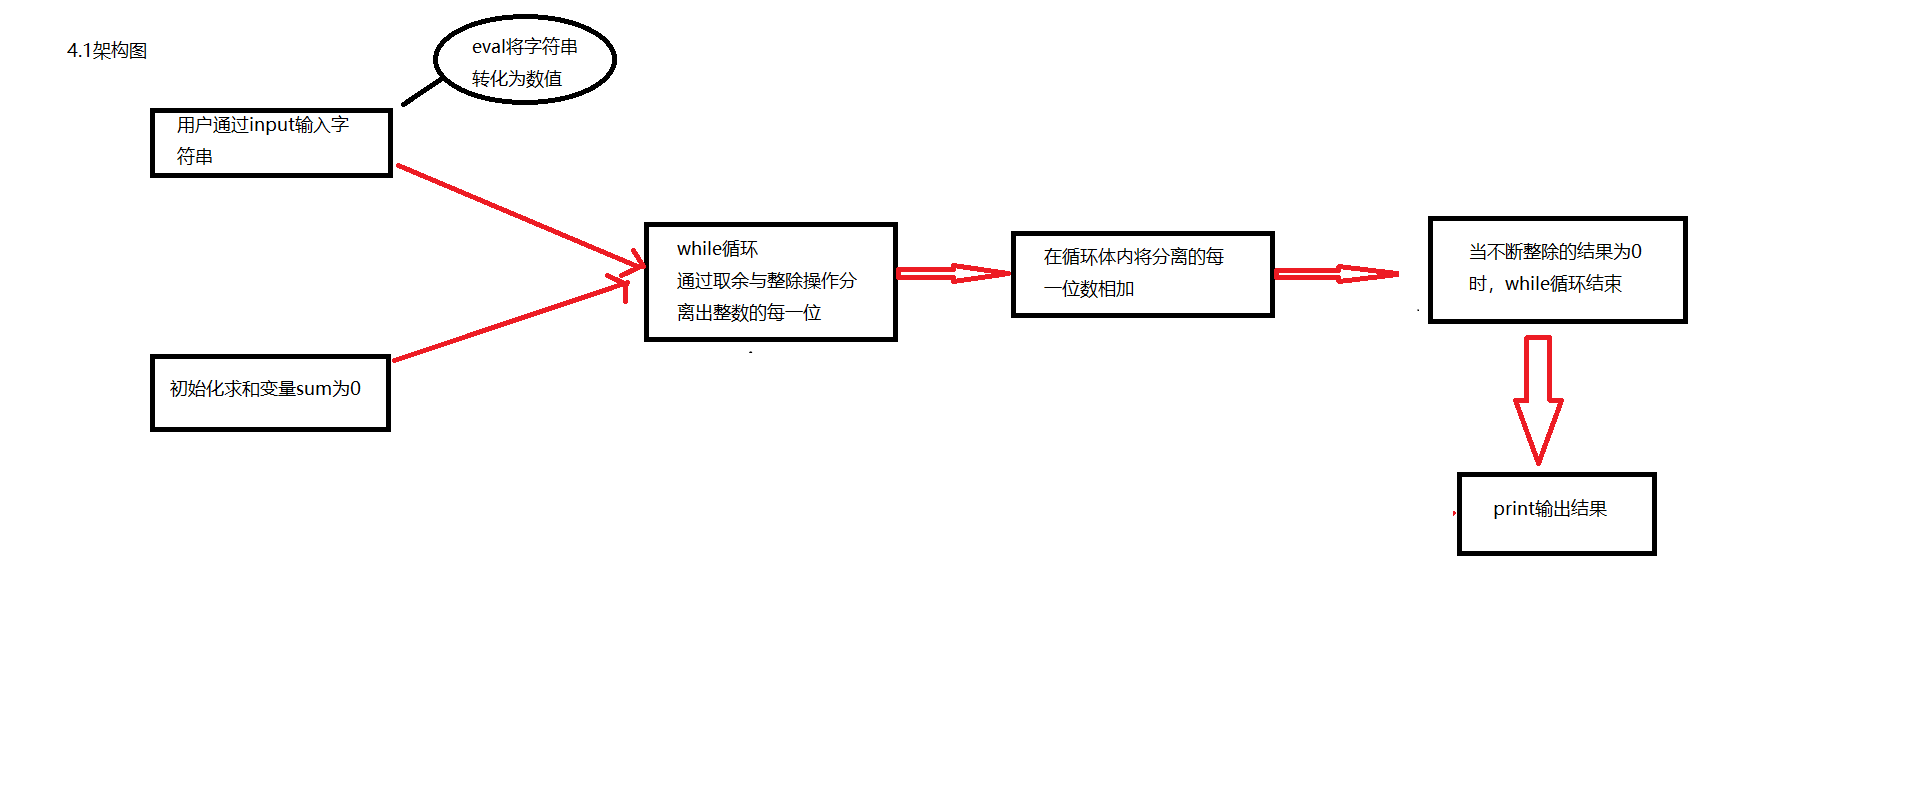 4.1架构图
eval将字符串
转化为数值
用户通过input输入字
符串
初始化求和变量sum为0
while循环
通过取余与整除操作分
离出整数的每一位
在循环体内将分离的每
一位数相加
当不断整除的结果为0
时，while循环结束
print输出结果